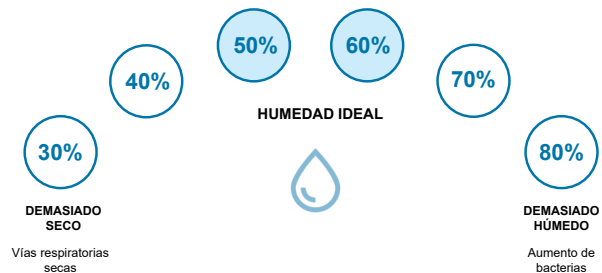 50%
60%
40%
70%
HUMEDAD IDEAL
30%
80%
DEMASIADO
SECO
Vías respiratorias
secas
DEMASIADO
HÚMEDO
Aumento de
bacterias